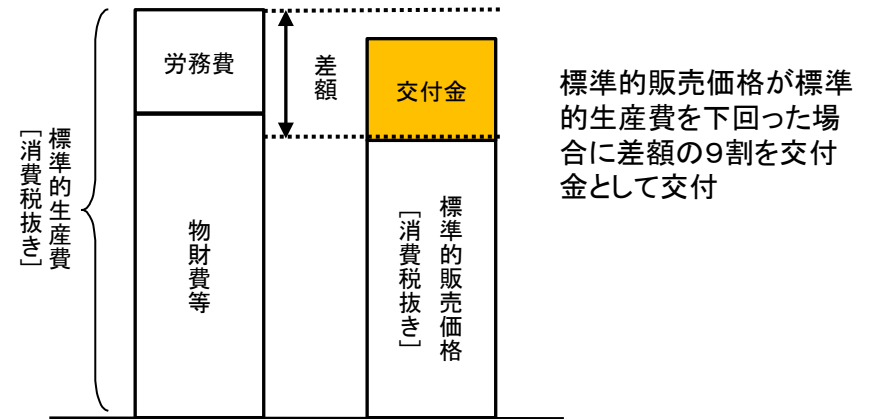 標準的生産費
[消費税抜き]
労務費
物財費等
差額
交付金
標準的販売価格
[消費税抜き]
標準的販売価格が標準
的生産費を下回った場
合に差額の9割を交付
金として交付